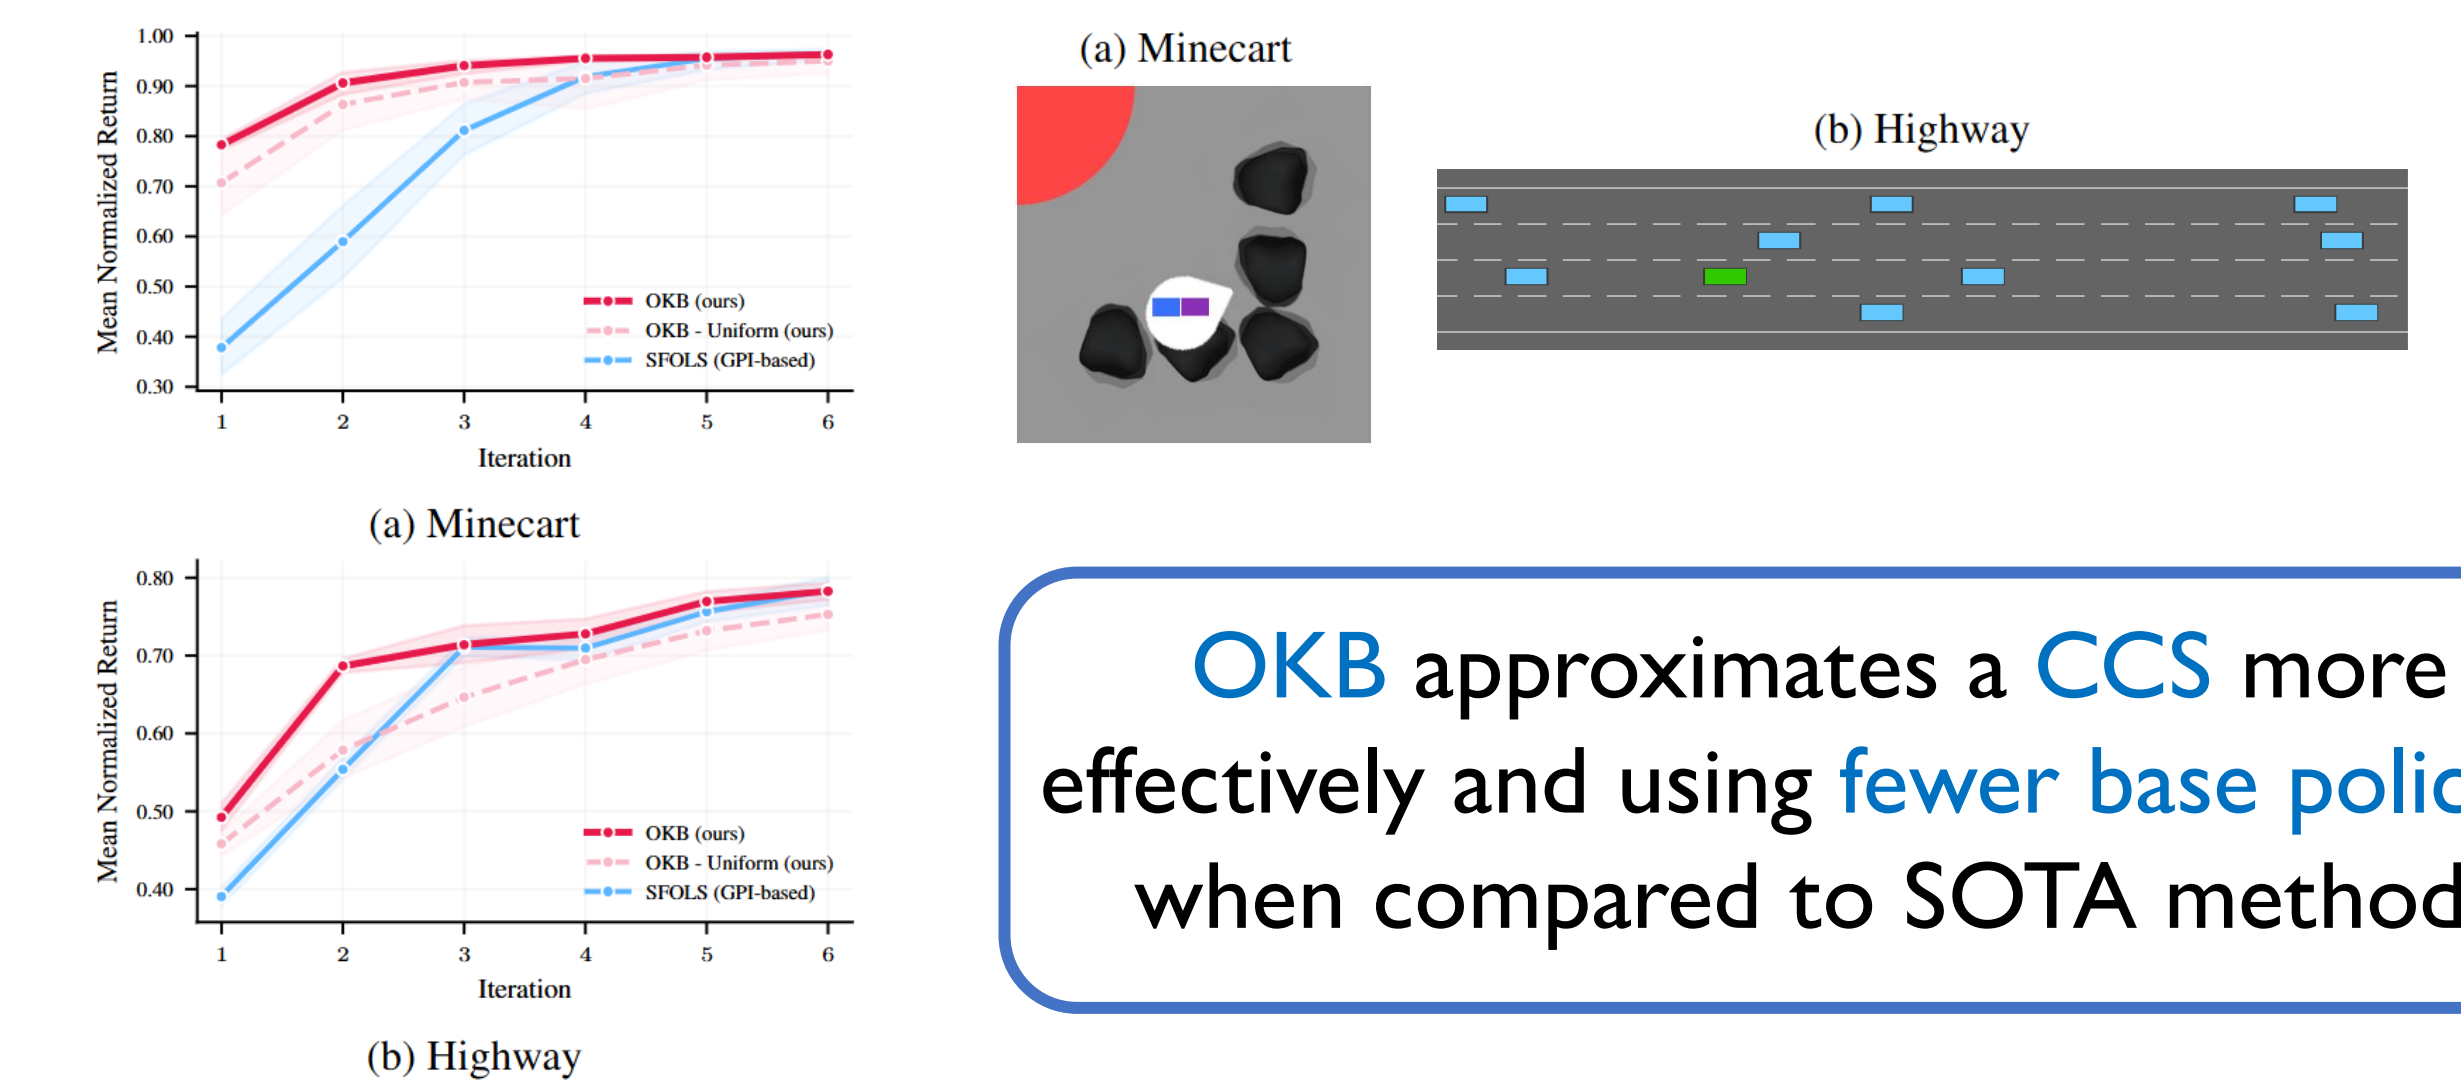 1.00
0.90
0.80
0.70
0.60
0.50
0.40
0.30
Mean Normalized Return
OKB (ours)
OKB - Uniform (ours)
SFOLS (GPI-based)
1 2 3 4 5 6
Iteration
(a) Minecart
(a) Minecart
(b) Highway
0.80
0.70
0.60
0.50
0.40
Mean Normalized Return
OKB (ours)
OKB - Uniform (ours)
SFOLS (GPI-based)
1 2 3 4 5 6
Iteration
(b) Highway
OKB approximates a CCS more
effectively and using fewer base polic
when compared to SOTA method